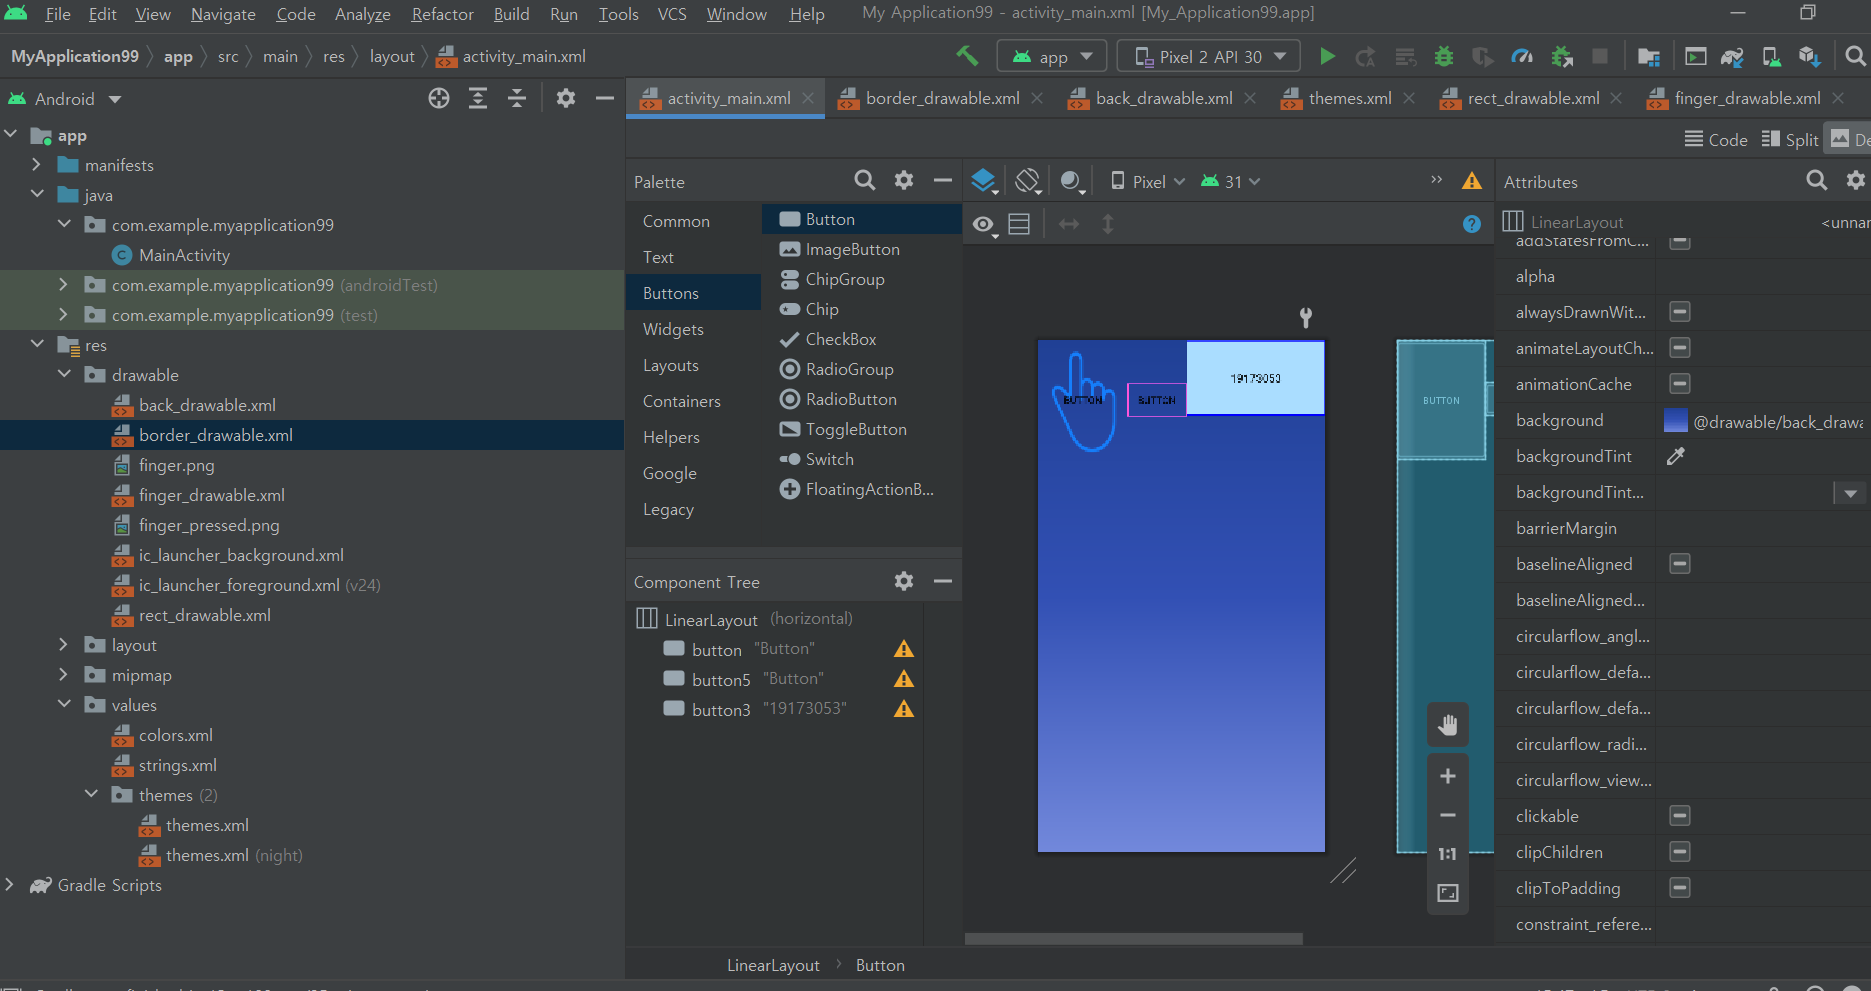 File Edit View Navigate Code Analyze Refactor Build Run Tools VCS Window Help My Application99 - activity_main.xml [My_Application99.app]
MyApplication99 app src main res layout activity_main.xml app Pixel 2 API 30
Android
activity_main.xml border_drawable.xml back_drawable.xml themes.xml rect_drawable.xml finger_drawable.xml
Code Split De
app
manifests
java
com.example.myapplication99
MainActivity
com.example.myapplication99 (androidTest)
com.example.myapplication99 (test)
res
drawable
back_drawable.xml
border_drawable.xml
finger.png
finger_drawable.xml
finger_pressed.png
ic_launcher_background.xml
ic_launcher_foreground.xml (v24)
rect_drawable.xml
layout
mipmap
values
colors.xml
strings.xml
themes (2)
themes.xml
themes.xml (night)
Gradle Scripts
Palette
Common
Text
Buttons
Widgets
Layouts
Containers
Helpers
Google
Legacy
Button
ImageButton
ChipGroup
Chip
CheckBox
RadioGroup
RadioButton
ToggleButton
Switch
FloatingActionB...
Component Tree
LinearLayout (horizontal)
button "Button"
button5 "Button"
button3 "19173053"
Pixel 31
BUTTON
BUTTON
19173053
BUTTON
1:1
LinearLayout Button
Attributes
LinearLayout <unnar
addStatesFromC...
alpha
alwaysDrawnWit...
animateLayoutCh...
animationCache
background @drawable/back_drawa
backgroundTint
backgroundTint...
barrierMargin
baselineAligned
baselineAligned...
circularflow_angl...
circularflow_defa...
circularflow_defa...
circularflow_radi...
circularflow_view...
clickable
clipChildren
clipToPadding
constraint_refere...